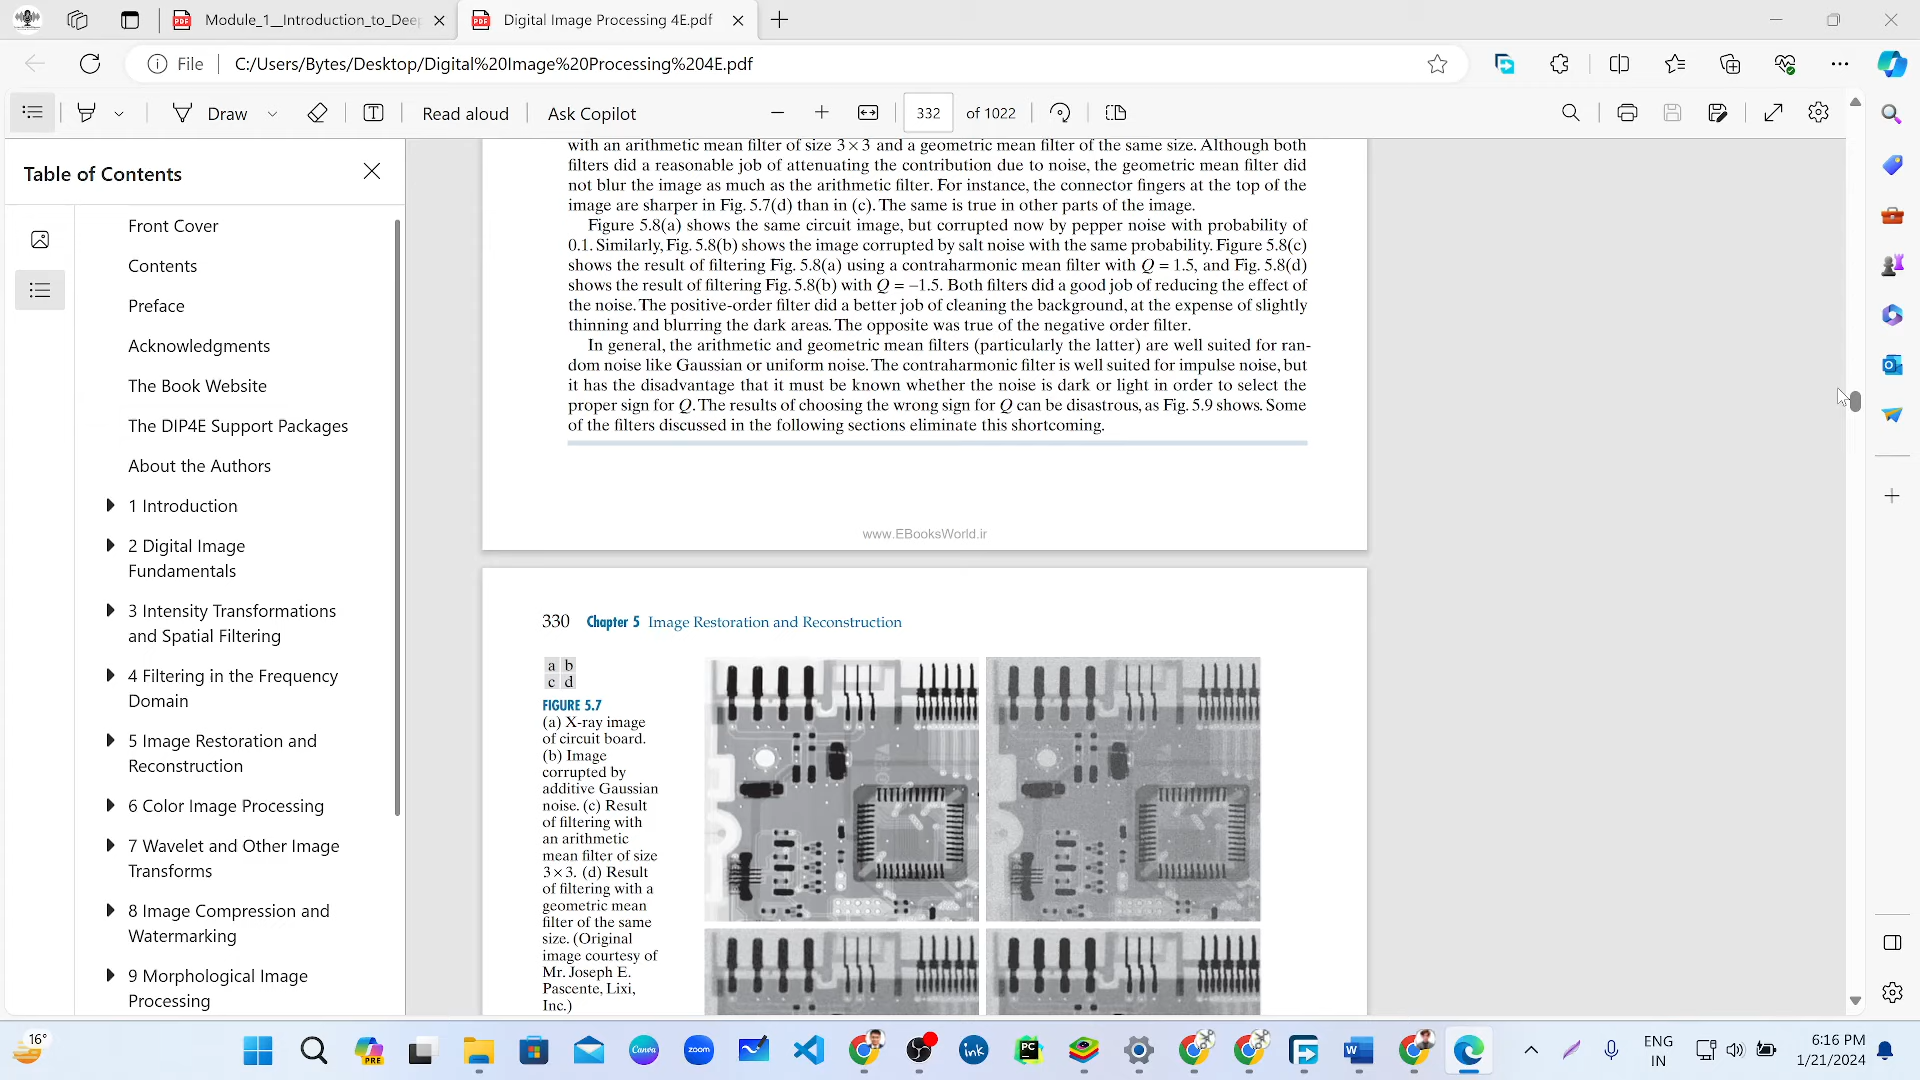 Module_1__Introduction_to_Deep
Digital Image Processing 4E.pdf
File
C:/Users/Bytes/Desktop/Digital%20Image%20Processing%204E.pdf
Draw
Read aloud
Ask Copilot
332
of 1022
Table of Contents
Front Cover
Contents
Preface
Acknowledgments
The Book Website
The DIP4E Support Packages
About the Authors
1 Introduction
2 Digital Image
Fundamentals
3 Intensity Transformations
and Spatial Filtering
4 Filtering in the Frequency
Domain
5 Image Restoration and
Reconstruction
6 Color Image Processing
7 Wavelet and Other Image
Transforms
8 Image Compression and
Watermarking
9 Morphological Image
Processing
with an arithmetic mean filter of size 3×3 and a geometric mean filter of the same size. Although both
filters did a reasonable job of attenuating the contribution due to noise, the geometric mean filter did
not blur the image as much as the arithmetic filter. For instance, the connector fingers at the top of the
image are sharper in Fig. 5.7(d) than in (c). The same is true in other parts of the image.
Figure 5.8(a) shows the same circuit image, but corrupted now by pepper noise with probability of
0.1. Similarly, Fig. 5.8(b) shows the image corrupted by salt noise with the same probability. Figure 5.8(c)
shows the result of filtering Fig. 5.8(a) using a contraharmonic mean filter with Q = 1.5, and Fig. 5.8(d)
shows the result of filtering Fig. 5.8(b) with Q = −1.5. Both filters did a good job of reducing the effect of
the noise. The positive-order filter did a better job of cleaning the background, at the expense of slightly
thinning and blurring the dark areas. The opposite was true of the negative order filter.
In general, the arithmetic and geometric mean filters (particularly the latter) are well suited for ran-
dom noise like Gaussian or uniform noise. The contraharmonic filter is well suited for impulse noise, but
it has the disadvantage that it must be known whether the noise is dark or light in order to select the
proper sign for Q. The results of choosing the wrong sign for Q can be disastrous, as Fig. 5.9 shows. Some
of the filters discussed in the following sections eliminate this shortcoming.
www.EBooksWorld.ir
330 Chapter 5 Image Restoration and Reconstruction
a b
c d
FIGURE 5.7
(a) X-ray image
of circuit board.
(b) Image
corrupted by
additive Gaussian
noise. (c) Result
of filtering with
an arithmetic
mean filter of size
3×3. (d) Result
of filtering with a
geometric mean
filter of the same
size. (Original
image courtesy of
Mr. Joseph E.
Pascente, Lixi,
Inc.)
16°
PRE
Canva
zoom
ink
PC
W
ENG
IN
6:16 PM
1/21/2024